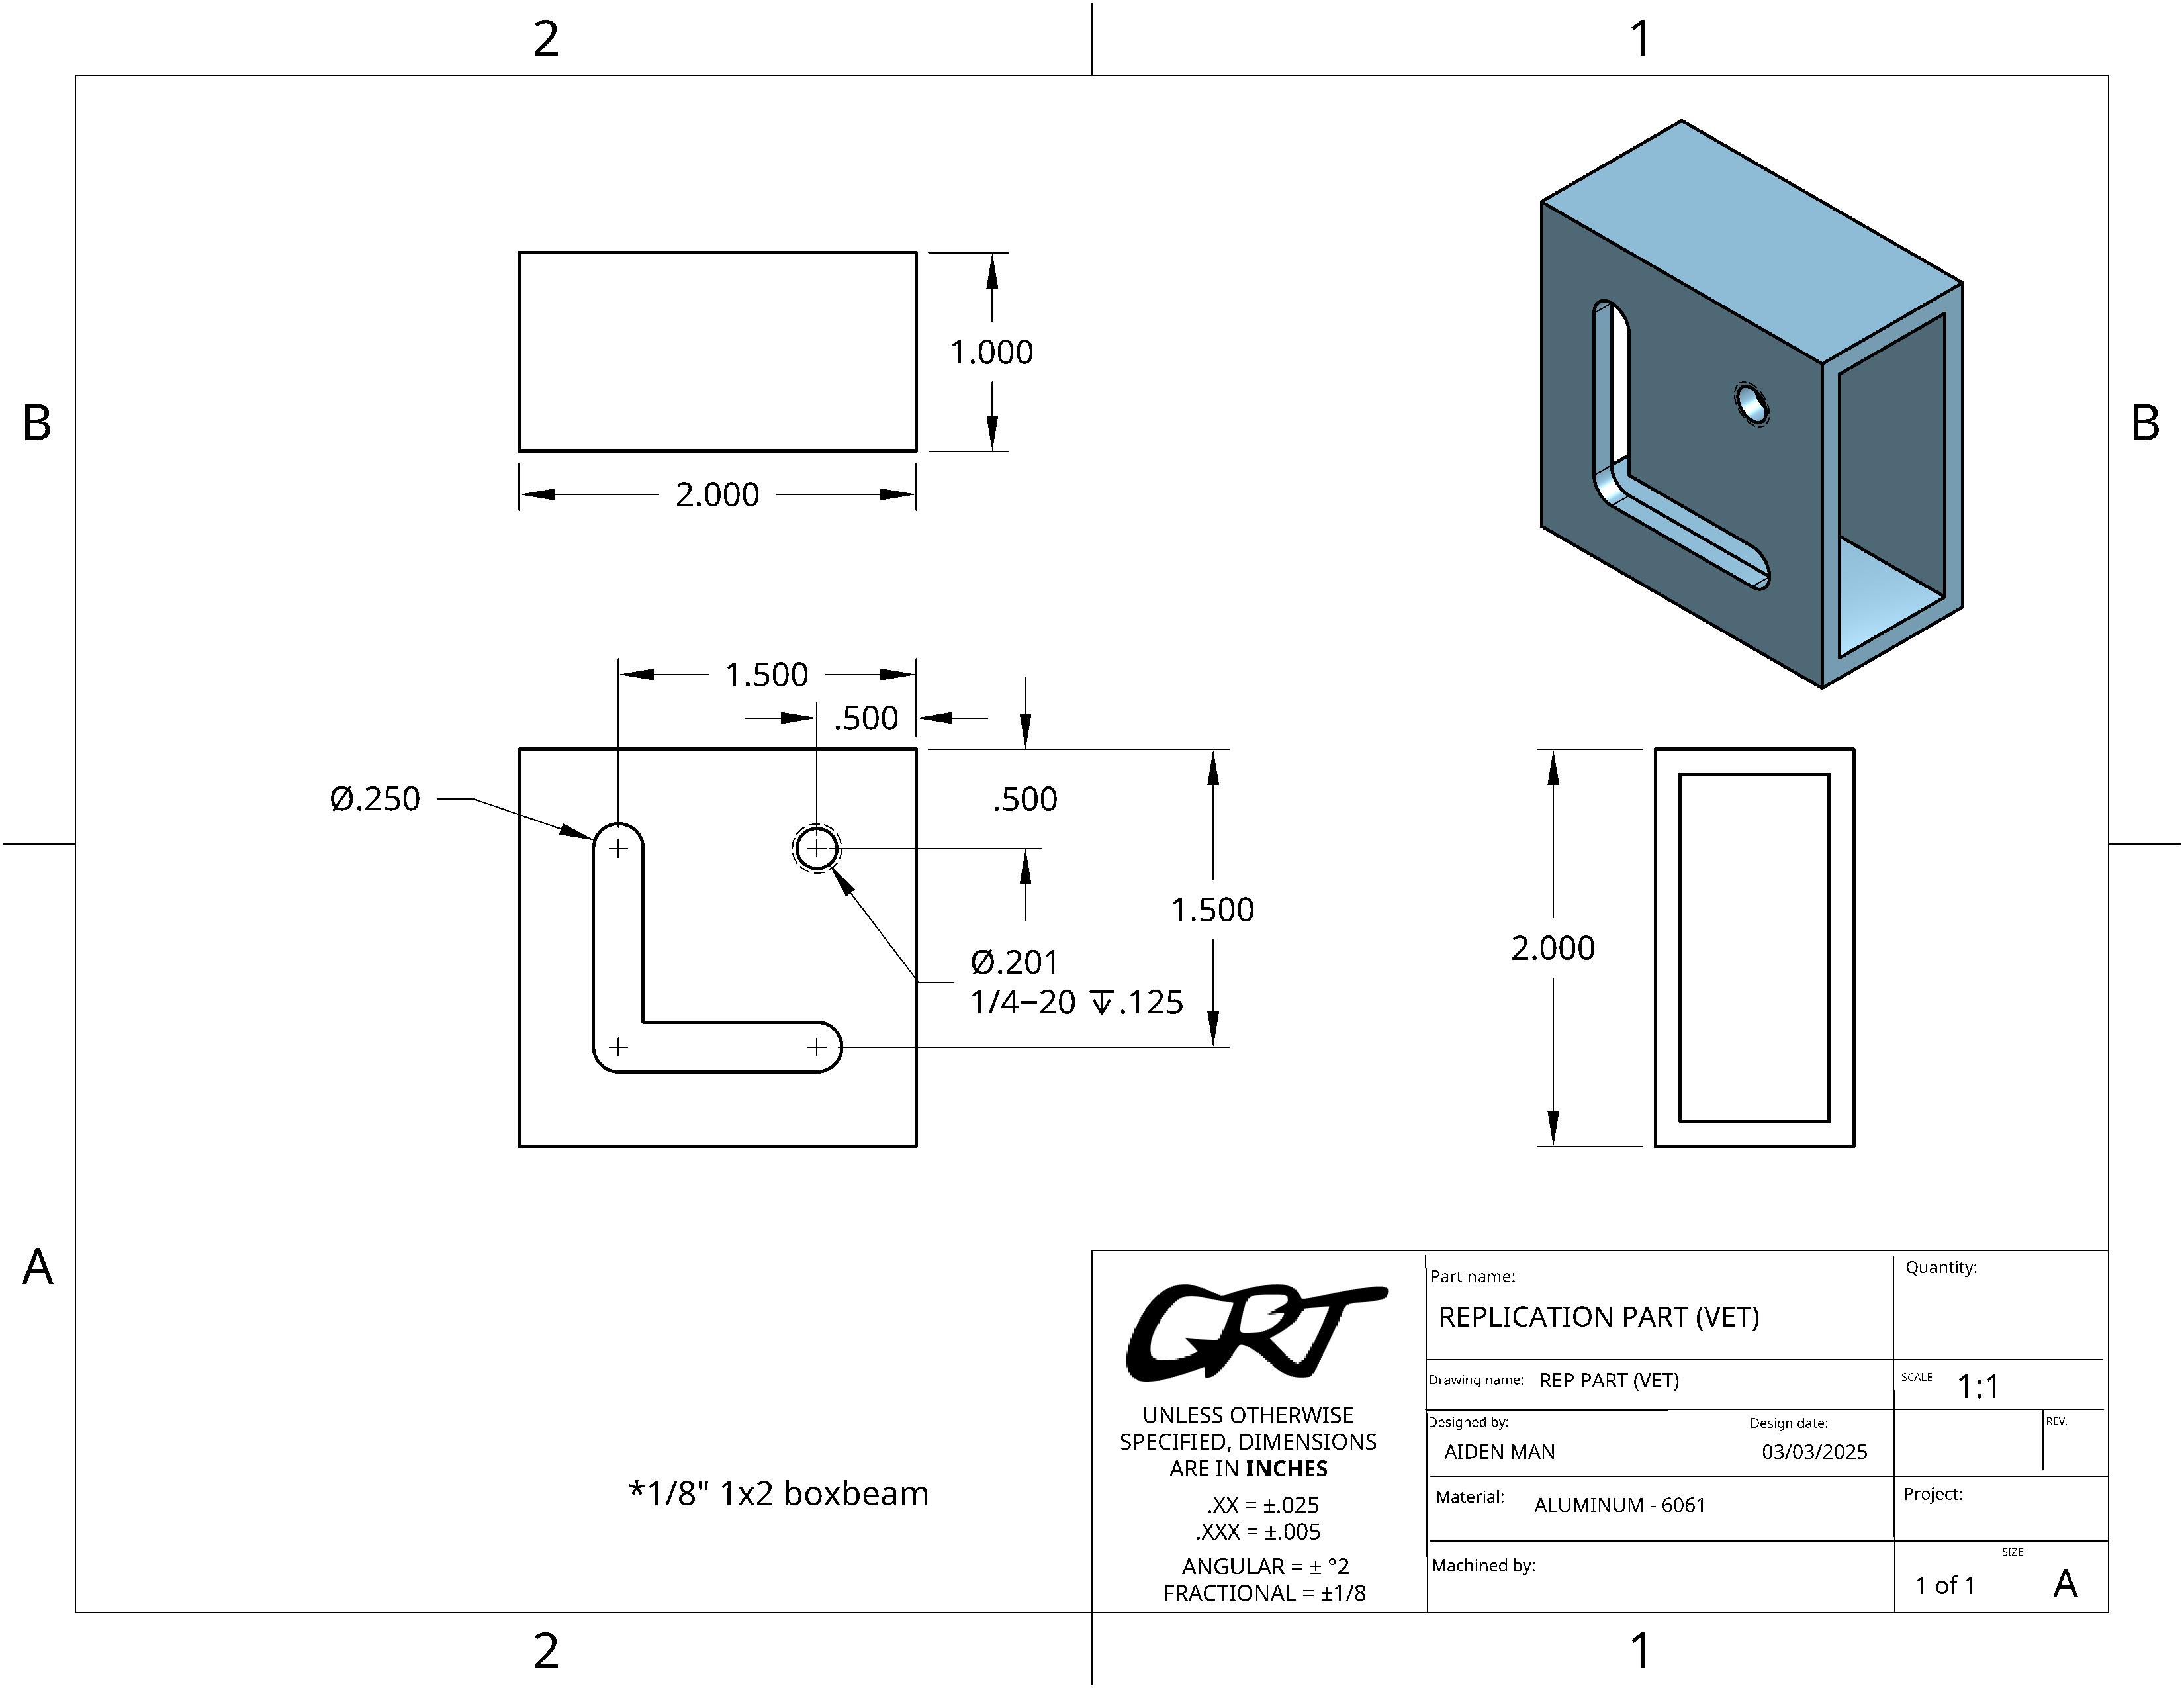 2
1
B
B
1.000
2.000
1.500
.500
Ø.250
.500
1.500
Ø.201
1/4–20 ↧.125
2.000
A
GRT
UNLESS OTHERWISE
SPECIFIED, DIMENSIONS
ARE IN INCHES
.XX = ±.025
.XXX = ±.005
ANGULAR = ± °2
FRACTIONAL = ±1/8
Part name:
REPLICATION PART (VET)
Quantity:
Drawing name: REP PART (VET)
SCALE 1:1
Designed by:
AIDEN MAN
Design date:
03/03/2025
REV.
Material: ALUMINUM - 6061
Project:
Machined by:
SIZE
1 of 1
A
*1/8" 1x2 boxbeam
2
1